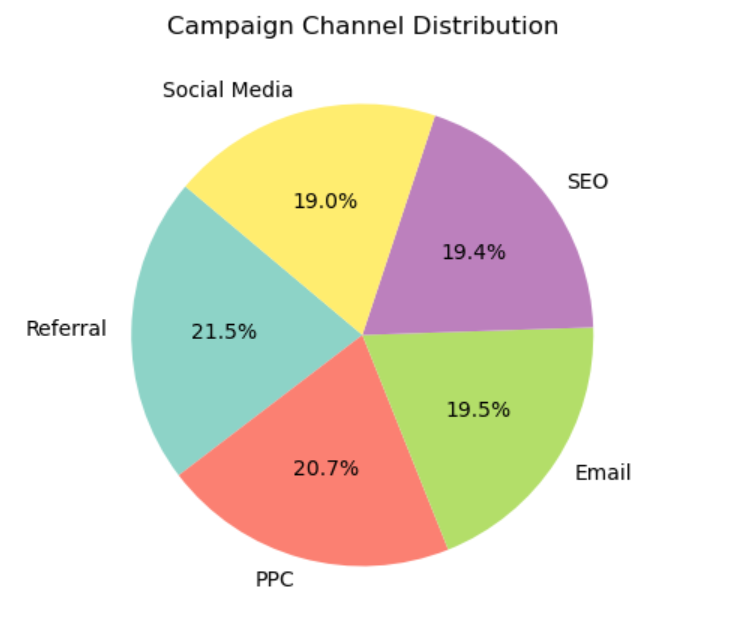 Campaign Channel Distribution
Social Media
SEO
19.0%
19.4%
Referral
21.5%
19.5%
20.7%
Email
PPC